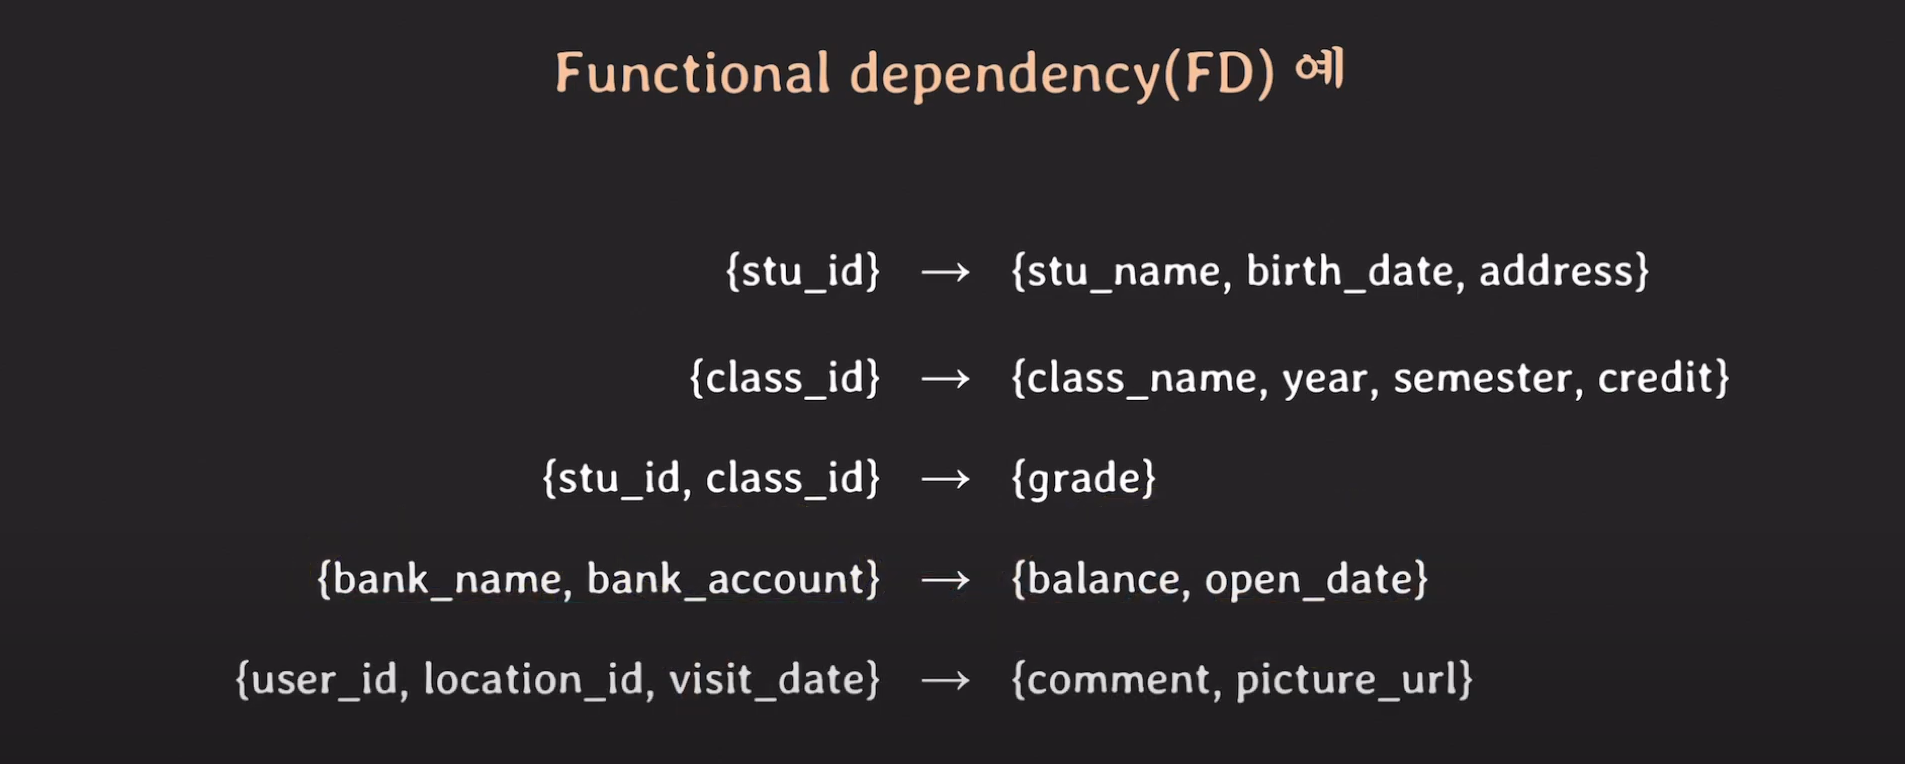 Functional dependency(FD) 예
{stu_id} → {stu_name, birth_date, address}
{class_id} → {class_name, year, semester, credit}
{stu_id, class_id} → {grade}
{bank_name, bank_account} → {balance, open_date}
{user_id, location_id, visit_date} → {comment, picture_url}